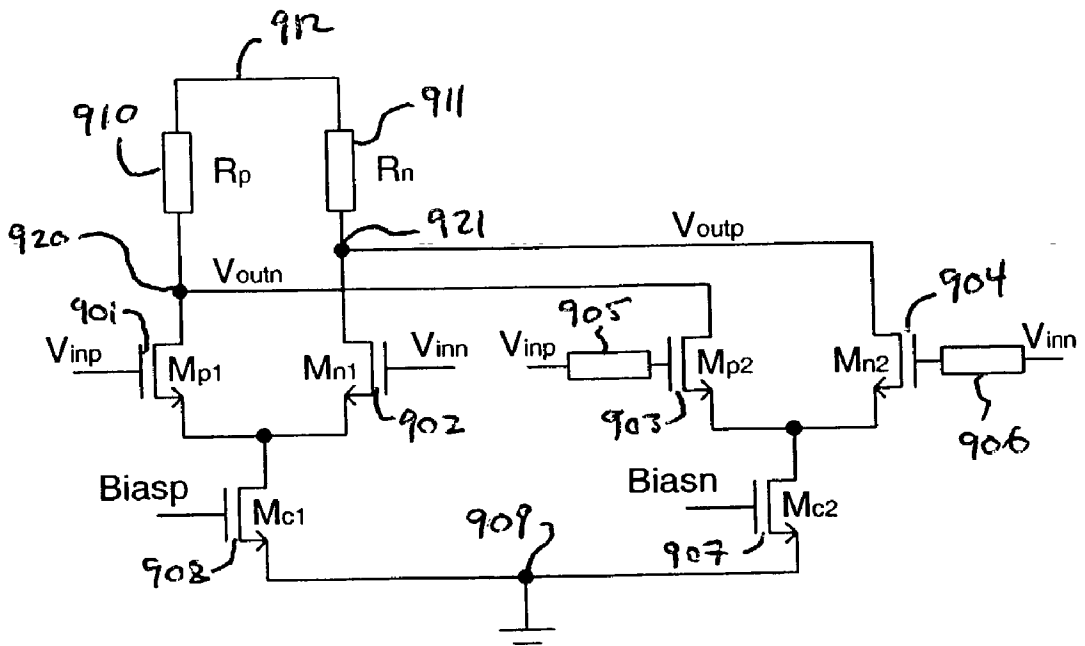 912
910
911
Rp
Rn
920
921
Voutp
Voutn
901
905
904
Vinp
Mp1
Mn1
Vinn
Vinp
Mp2
Mn2
Vinn
902
903
906
Biasp
Mc1
Biasn
Mc2
909
908
907